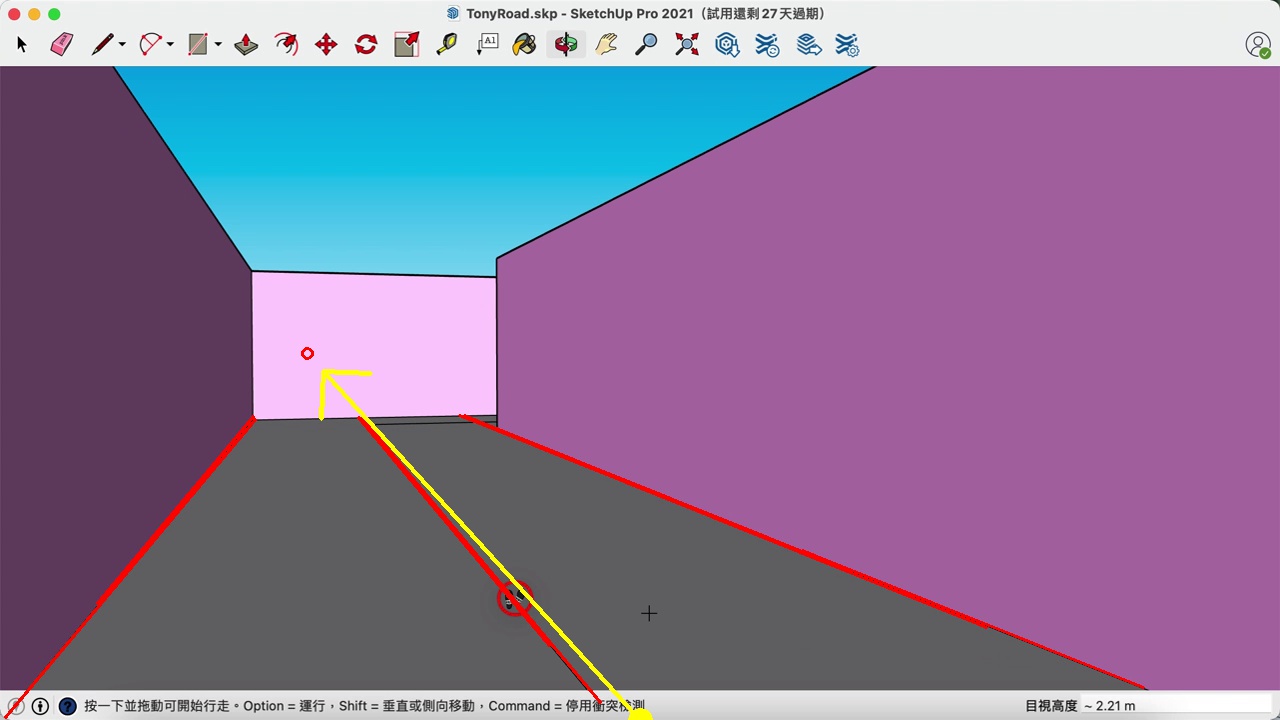 TonyRoad.skp - SketchUp Pro 2021（試用還剩 27 天過期）
A1
按一下並拖動可開始行走。Option = 運行，Shift = 垂直或側向移動，Command = 停用衝突檢測
目視高度 ~ 2.21 m